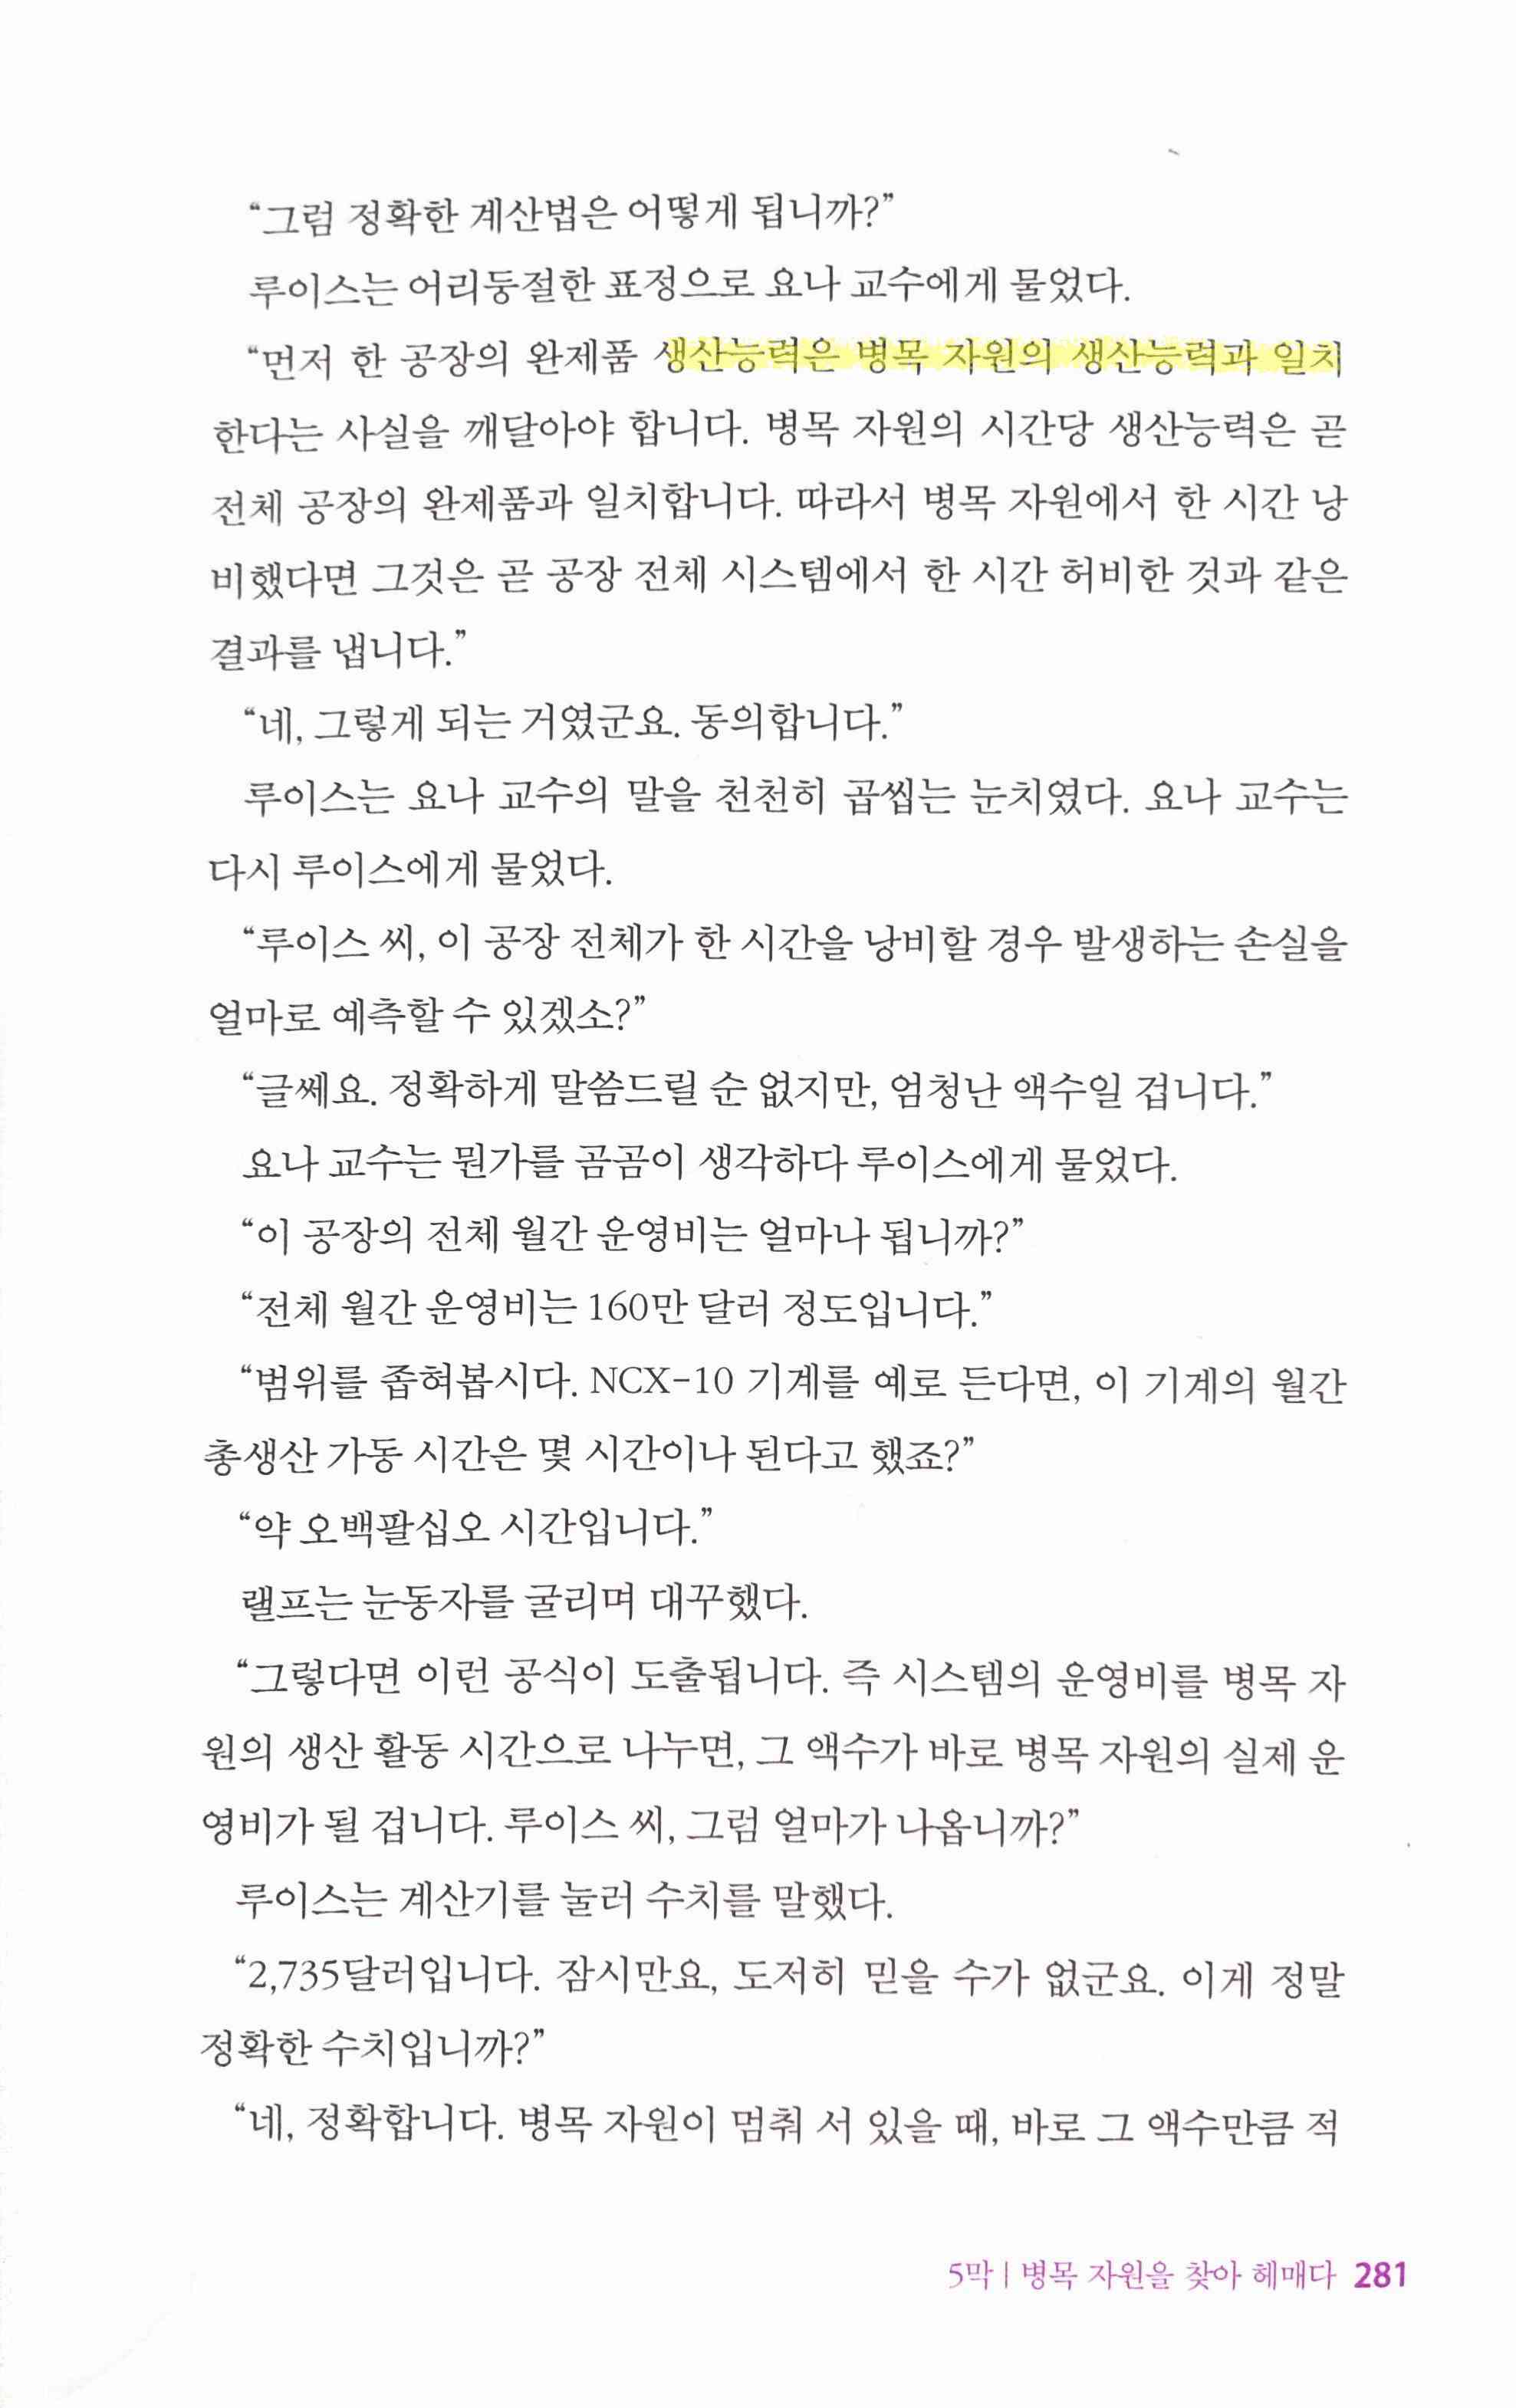 “그럼 정확한 계산법은 어떻게 됩니까?”
루이스는 어리둥절한 표정으로 요나 교수에게 물었다.
“먼저 한 공장의 완제품 생산능력은 병목 자원의 생산능력과 일치
한다는 사실을 깨달아야 합니다. 병목 자원의 시간당 생산능력은 곧
전체 공장의 완제품과 일치합니다. 따라서 병목 자원에서 한 시간 낭
비했다면 그것은 곧 공장 전체 시스템에서 한 시간 허비한 것과 같은
결과를 냅니다.”
“네, 그렇게 되는 거였군요. 동의합니다.”
루이스는 요나 교수의 말을 천천히 곱씹는 눈치였다. 요나 교수는
다시 루이스에게 물었다.
“루이스 씨, 이 공장 전체가 한 시간을 낭비할 경우 발생하는 손실을
얼마로 예측할 수 있겠소?”
“글쎄요. 정확하게 말씀드릴 순 없지만, 엄청난 액수일 겁니다.”
요나 교수는 뭔가를 곰곰이 생각하다 루이스에게 물었다.
“이 공장의 전체 월간 운영비는 얼마나 됩니까?”
“전체 월간 운영비는 160만 달러 정도입니다.”
“범위를 좁혀봅시다. NCX-10 기계를 예로 든다면, 이 기계의 월간
총생산 가동 시간은 몇 시간이나 된다고 했죠?”
“약 오백팔십오 시간입니다.”
랠프는 눈동자를 굴리며 대꾸했다.
“그렇다면 이런 공식이 도출됩니다. 즉 시스템의 운영비를 병목 자
원의 생산 활동 시간으로 나누면, 그 액수가 바로 병목 자원의 실제 운
영비가 될 겁니다. 루이스 씨, 그럼 얼마가 나옵니까?”
루이스는 계산기를 눌러 수치를 말했다.
“2,735달러입니다. 잠시만요, 도저히 믿을 수가 없군요. 이게 정말
정확한 수치입니까?”
“네, 정확합니다. 병목 자원이 멈춰 서 있을 때, 바로 그 액수만큼 적
5막 | 병목 자원을 찾아 헤매다 281